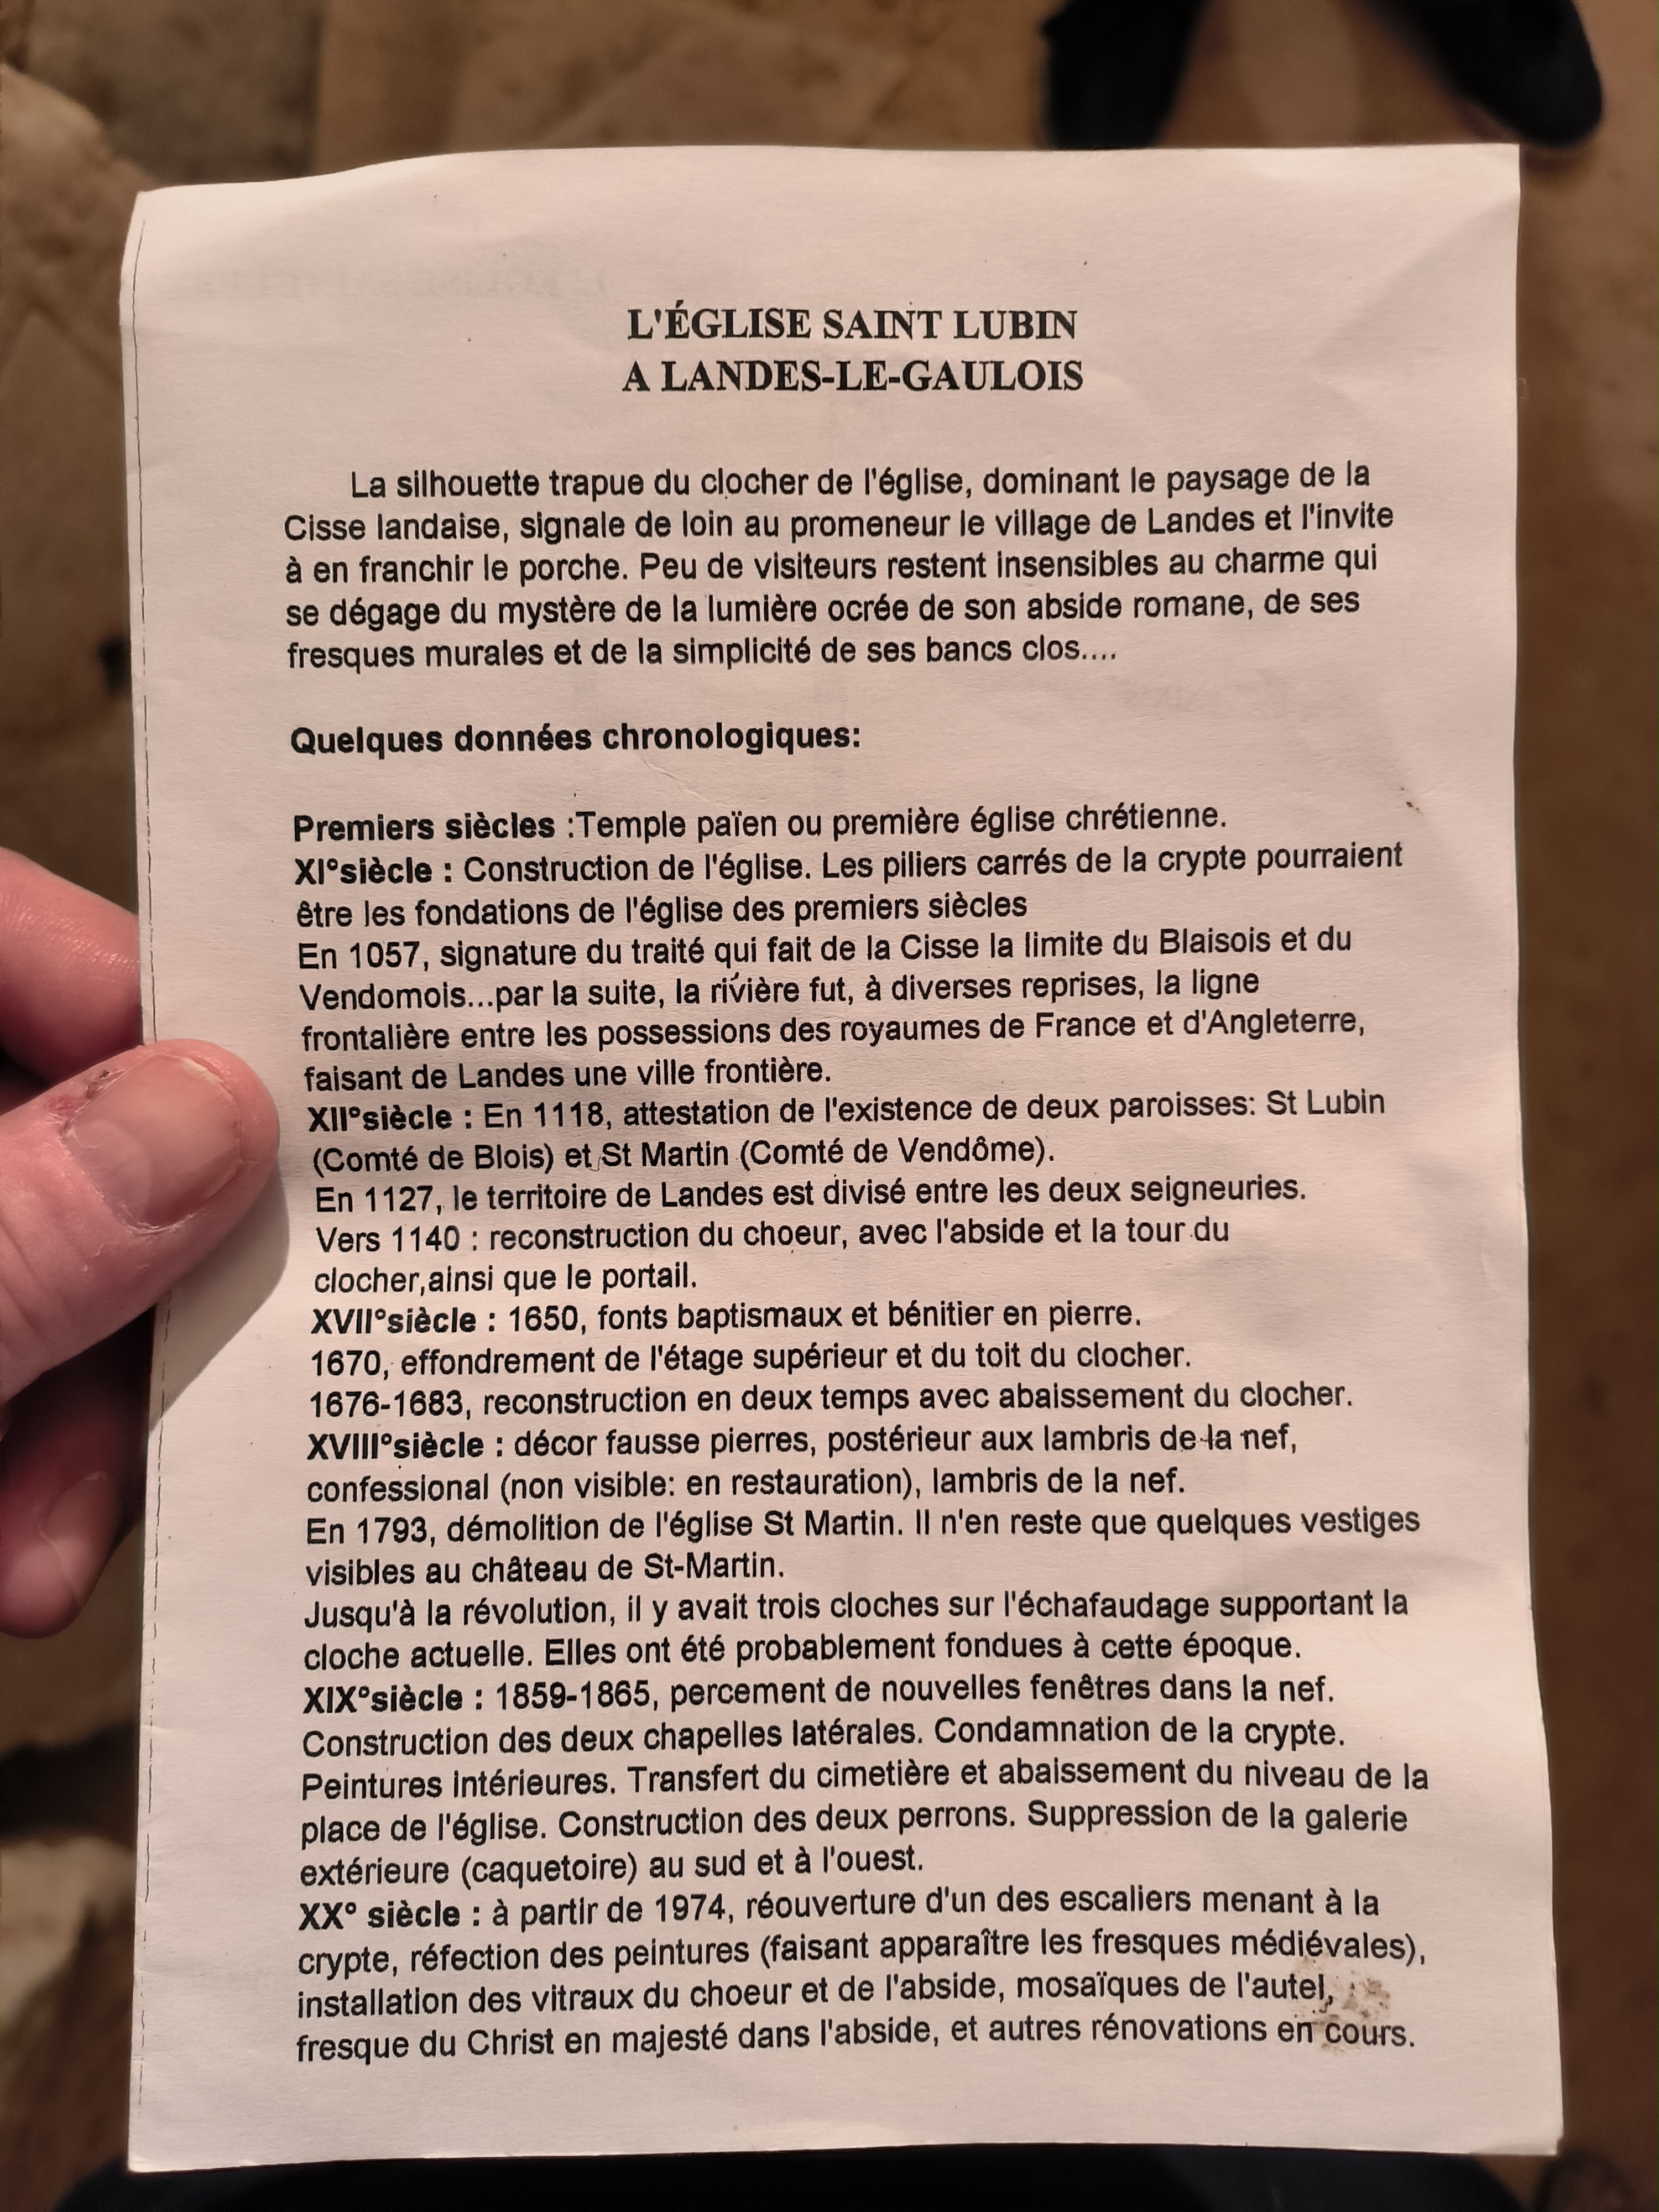 L'ÉGLISE SAINT LUBIN
A LANDES-LE-GAULOIS
La silhouette trapue du clocher de l'église, dominant le paysage de la
Cisse landaise, signale de loin au promeneur le village de Landes et l'invite
à en franchir le porche. Peu de visiteurs restent insensibles au charme qui
se dégage du mystère de la lumière ocrée de son abside romane, de ses
fresques murales et de la simplicité de ses bancs clos....
Quelques données chronologiques:
Premiers siècles :Temple païen ou première église chrétienne.
XI°siècle : Construction de l'église. Les piliers carrés de la crypte pourraient
être les fondations de l'église des premiers siècles
En 1057, signature du traité qui fait de la Cisse la limite du Blaisois et du
Vendomois...par la suite, la rivière fut, à diverses reprises, la ligne
frontalière entre les possessions des royaumes de France et d'Angleterre,
faisant de Landes une ville frontière.
XII°siècle : En 1118, attestation de l'existence de deux paroisses: St Lubin
(Comté de Blois) et St Martin (Comté de Vendôme).
En 1127, le territoire de Landes est divisé entre les deux seigneuries.
Vers 1140 : reconstruction du choeur, avec l'abside et la tour du
clocher,ainsi que le portail.
XVII°siècle : 1650, fonts baptismaux et bénitier en pierre.
1670, effondrement de l'étage supérieur et du toit du clocher.
1676-1683, reconstruction en deux temps avec abaissement du clocher.
XVIII°siècle : décor fausse pierres, postérieur aux lambris de la nef,
confessional (non visible: en restauration), lambris de la nef.
En 1793, démolition de l'église St Martin. Il n'en reste que quelques vestiges
visibles au château de St-Martin.
Jusqu'à la révolution, il y avait trois cloches sur l'échafaudage supportant la
cloche actuelle. Elles ont été probablement fondues à cette époque.
XIX°siècle : 1859-1865, percement de nouvelles fenêtres dans la nef.
Construction des deux chapelles latérales. Condamnation de la crypte.
Peintures intérieures. Transfert du cimetière et abaissement du niveau de la
place de l'église. Construction des deux perrons. Suppression de la galerie
extérieure (caquetoire) au sud et à l'ouest.
XX° siècle : à partir de 1974, réouverture d'un des escaliers menant à la
crypte, réfection des peintures (faisant apparaître les fresques médiévales),
installation des vitraux du choeur et de l'abside, mosaïques de l'autel,
fresque du Christ en majesté dans l'abside, et autres rénovations en cours.